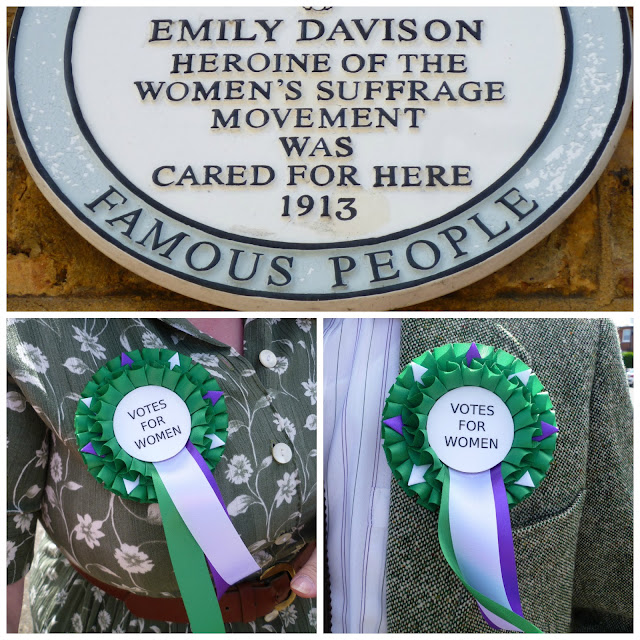 EMILY DAVISON
HEROINE OF THE
WOMEN'S SUFFRAGE
MOVEMENT
WAS
CARED FOR HERE
1913
FAMOUS PEOPLE
VOTES
FOR
WOMEN
VOTES
FOR
WOMEN